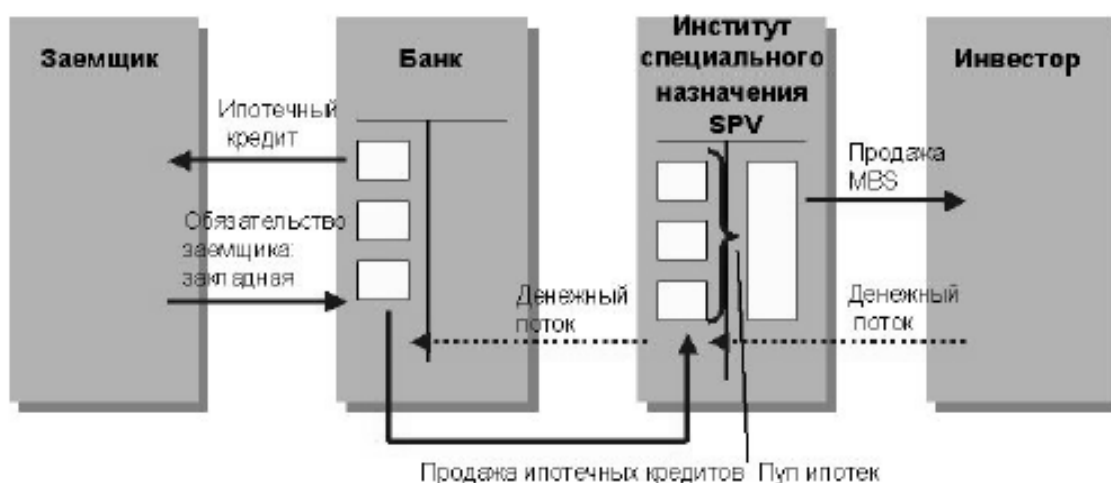 Заемщик
Банк
Институт
специального
назначения
SPV
Инвестор
Ипотечный
кредит
Обязательство
заемщика:
закладная
Продажа
MBS
Денежный
поток
Денежный
поток
Продажа ипотечных кредитов
Пул ипотек